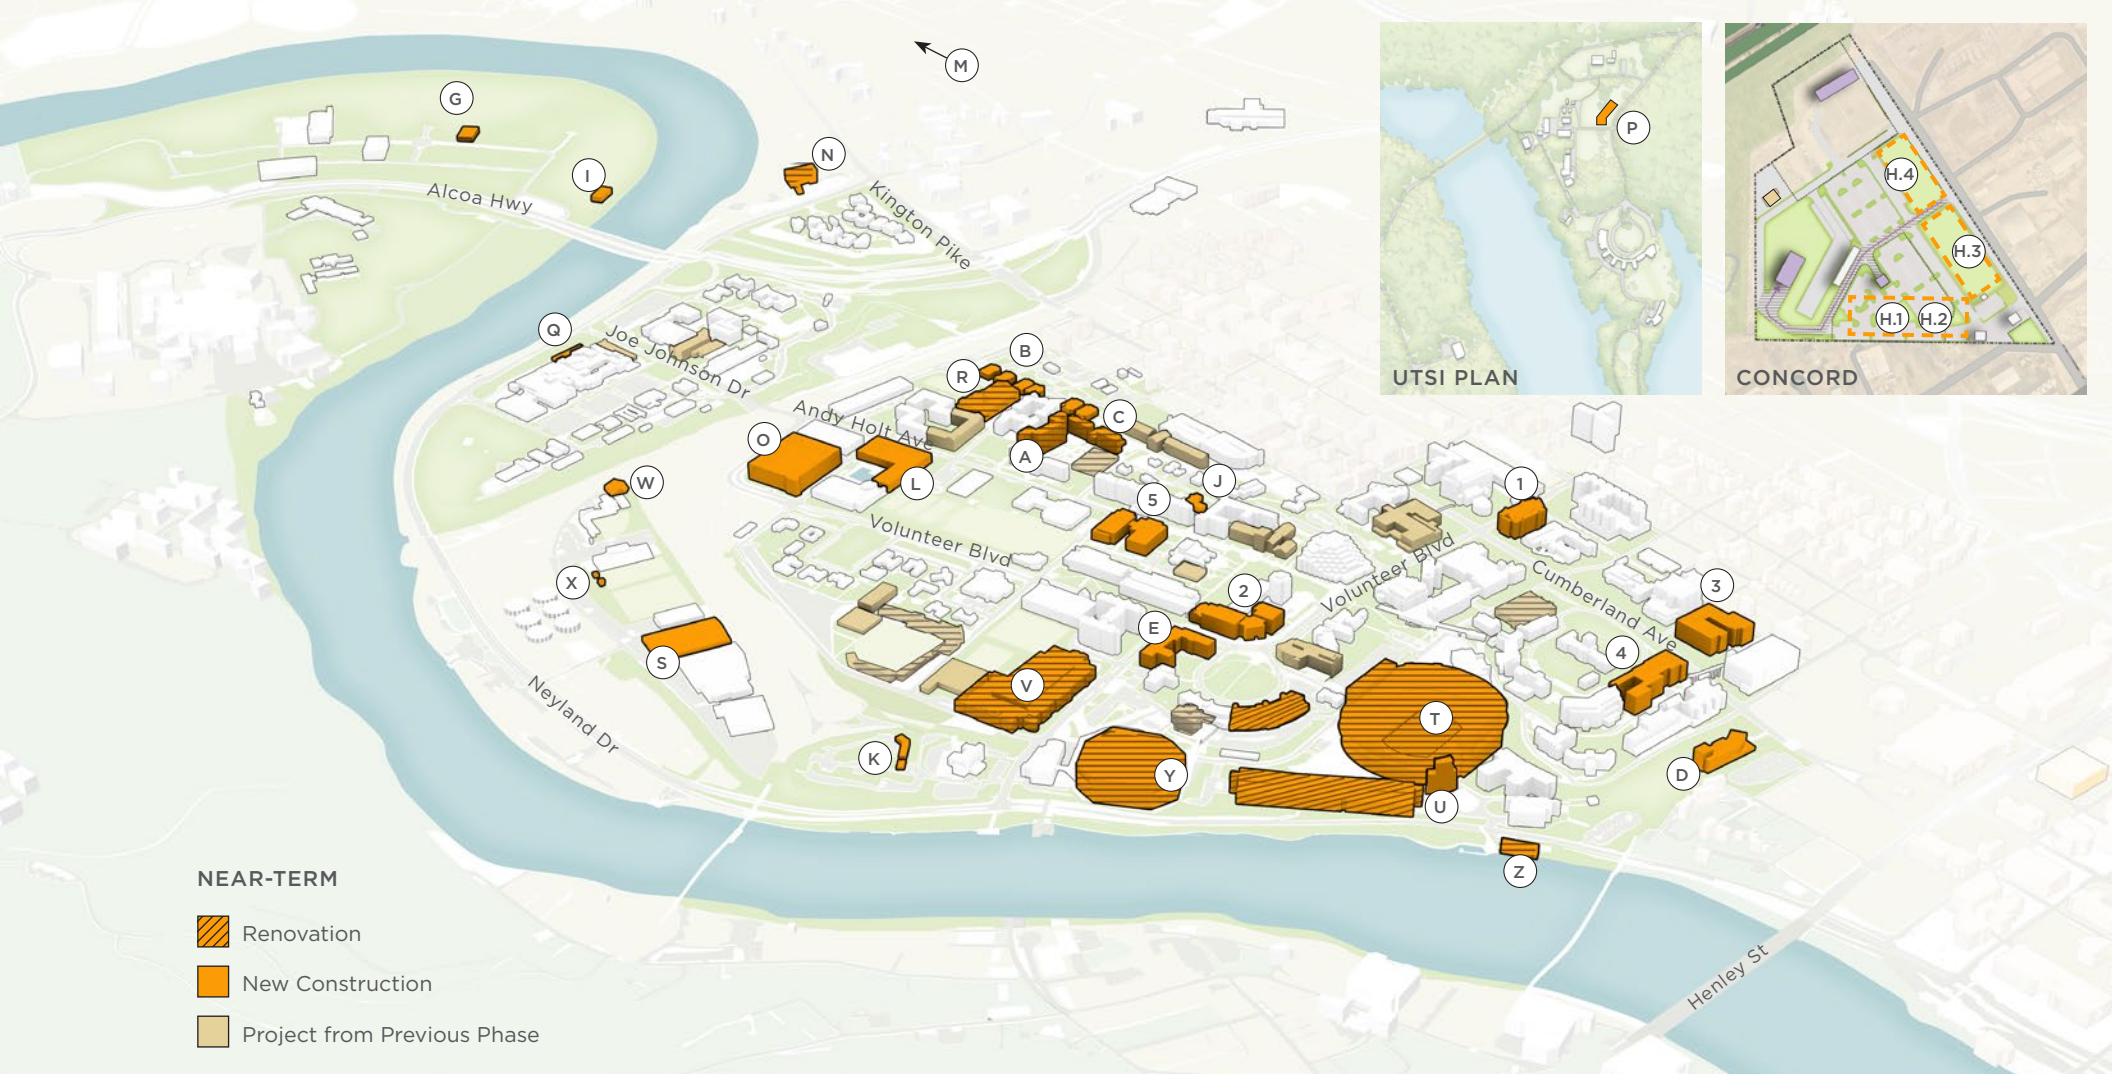 M
G
N
I
P
H.4
H.3
H.1
H.2
UTSI PLAN
CONCORD
Alcoa Hwy
Kington Pike
Q
Joe Johnson Dr
B
R
C
Andy Holt Ave
O
A
L
W
J
5
1
Volunteer Blvd
Volunteer Blvd
X
2
Cumberland Ave
3
E
S
4
V
T
Neyland Dr
K
Y
D
U
Z
Henley St
NEAR-TERM
Renovation
New Construction
Project from Previous Phase